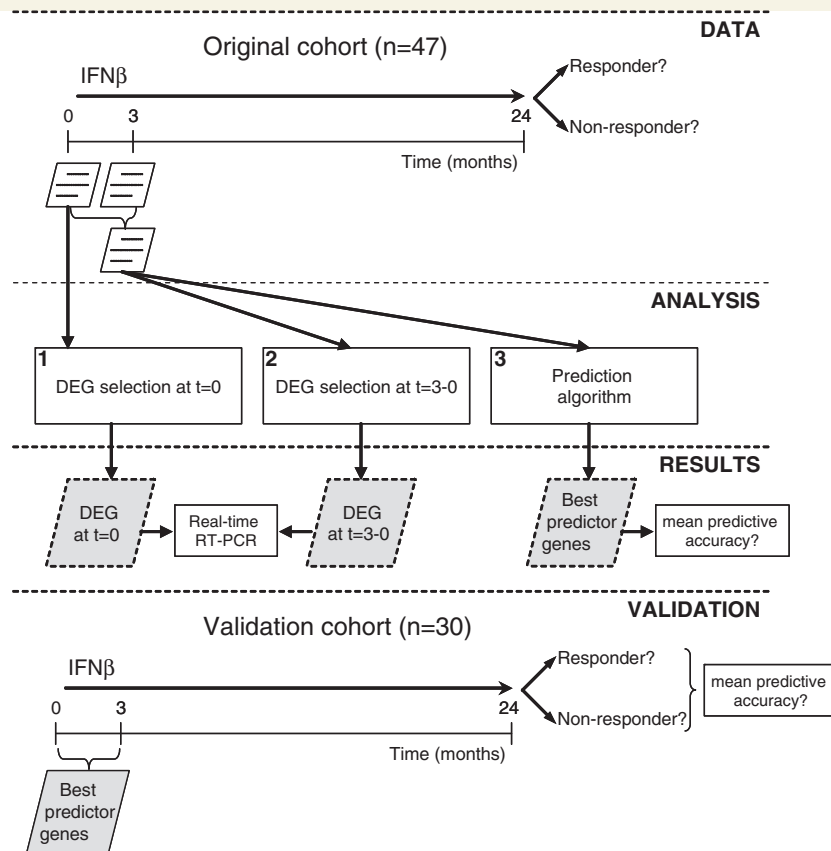 DATA
Original cohort (n=47)
IFNβ
Responder?
0 3 24
Non-responder?
Time (months)
ANALYSIS
1
DEG selection at t=0
2
DEG selection at t=3-0
3
Prediction
algorithm
RESULTS
DEG
at t=0
Real-time
RT-PCR
DEG
at t=3-0
Best
predictor
genes
mean predictive
accuracy?
VALIDATION
Validation cohort (n=30)
IFNβ
Responder?
0 3 24
Non-responder?
mean predictive
accuracy?
Time (months)
Best
predictor
genes